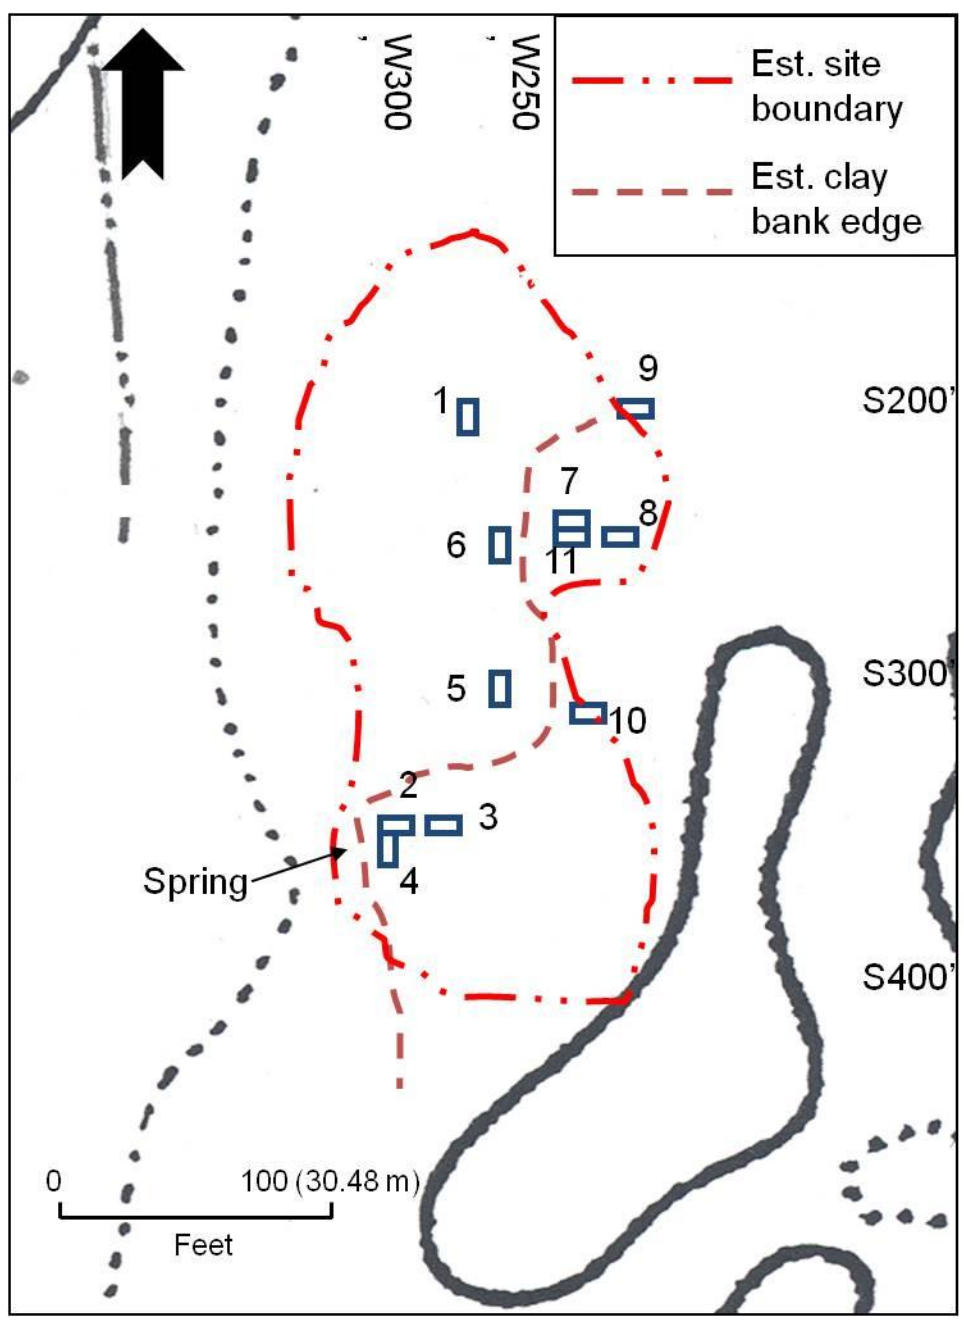 W300
'
W250
'
Est. site
boundary
Est. clay
bank edge
9
1
S200'
7
8
6
11
S300'
5
10
2
3
Spring
4
S400'
0
100 (30.48 m)
Feet